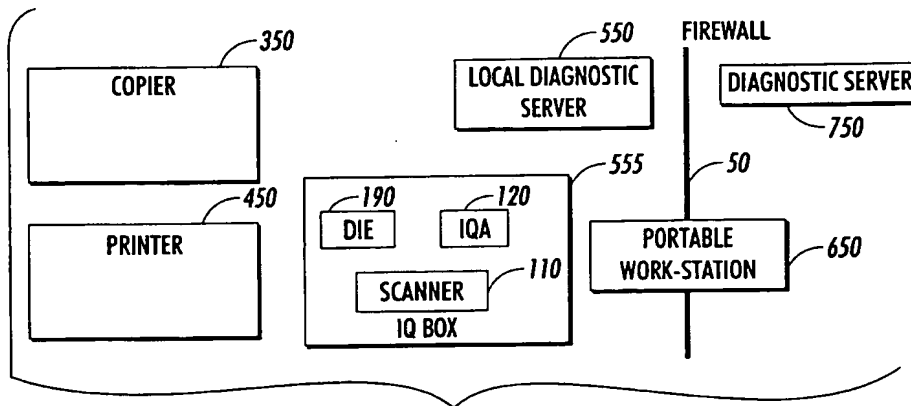 350
COPIER
550
LOCAL DIAGNOSTIC
SERVER
FIREWALL
DIAGNOSTIC SERVER
750
450
PRINTER
555
190
DIE
120
IQA
SCANNER
110
IQ BOX
50
PORTABLE
WORK-STATION
650